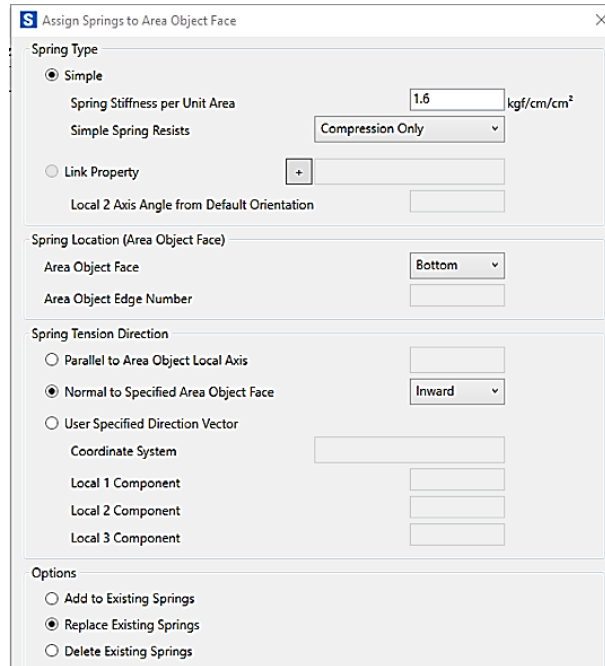 S Assign Springs to Area Object Face
Spring Type
Simple
Spring Stiffness per Unit Area 1.6 kgf/cm/cm²
Simple Spring Resists Compression Only
Link Property +
Local 2 Axis Angle from Default Orientation
Spring Location (Area Object Face)
Area Object Face Bottom
Area Object Edge Number
Spring Tension Direction
Parallel to Area Object Local Axis
Normal to Specified Area Object Face Inward
User Specified Direction Vector
Coordinate System
Local 1 Component
Local 2 Component
Local 3 Component
Options
Add to Existing Springs
Replace Existing Springs
Delete Existing Springs